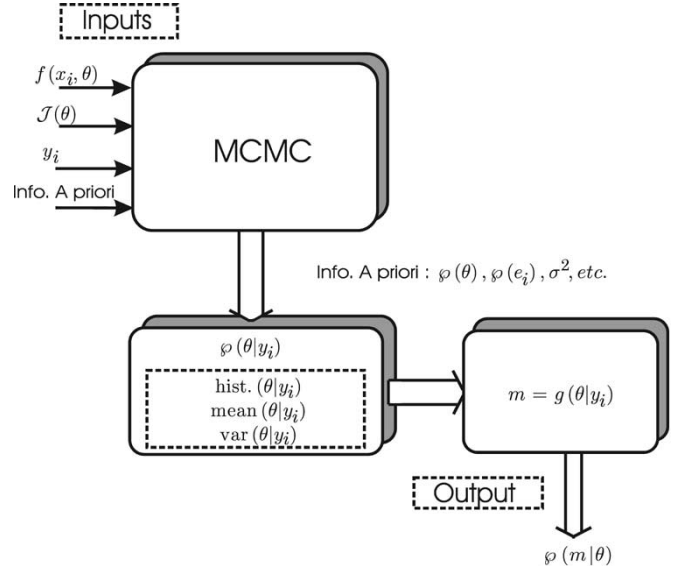 Inputs
f(x_i, θ)
𝒥(θ)
y_i
Info. A priori
MCMC
Info. A priori : ℘(θ), ℘(e_i), σ², etc.
℘(θ|y_i)
hist. (θ|y_i)
mean (θ|y_i)
var (θ|y_i)
m = g(θ|y_i)
Output
℘(m|θ)